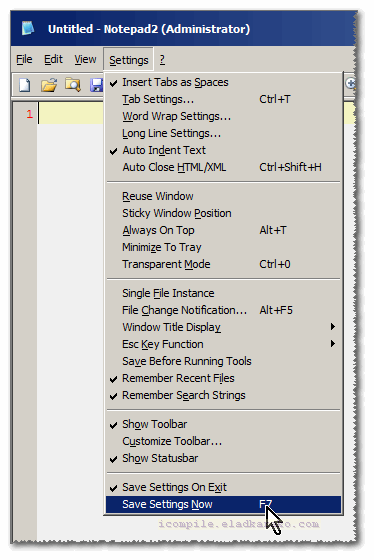 Untitled - Notepad2 (Administrator)
File Edit View Settings ?
1
Insert Tabs as Spaces
Tab Settings... Ctrl+T
Word Wrap Settings...
Long Line Settings...
Auto Indent Text
Auto Close HTML/XML Ctrl+Shift+H
Reuse Window
Sticky Window Position
Always On Top Alt+T
Minimize To Tray
Transparent Mode Ctrl+0
Single File Instance
File Change Notification... Alt+F5
Window Title Display
Esc Key Function
Save Before Running Tools
Remember Recent Files
Remember Search Strings
Show Toolbar
Customize Toolbar...
Show Statusbar
Save Settings On Exit
Save Settings Now F7